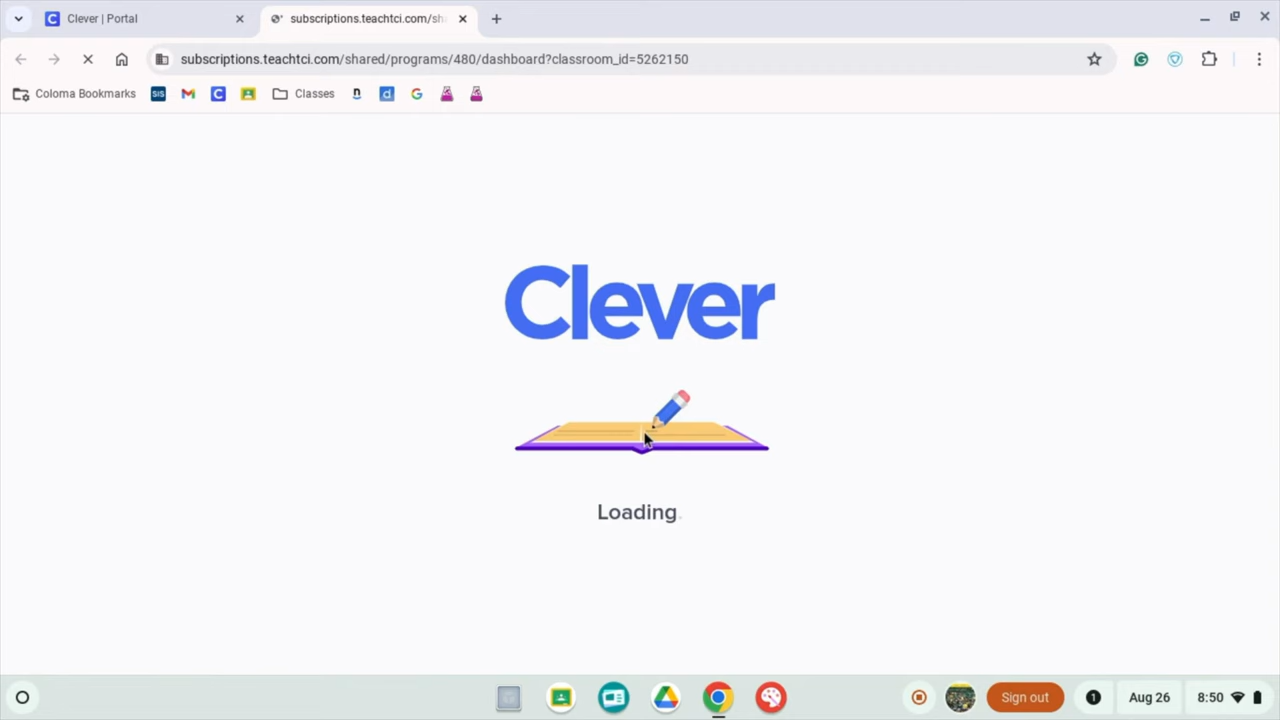 Clever | Portal
subscriptions.teachtci.com/sh
subscriptions.teachtci.com/shared/programs/480/dashboard?classroom_id=5262150
Coloma Bookmarks
SIS
Classes
Clever
Loading.
Sign out
1
Aug 26
8:50